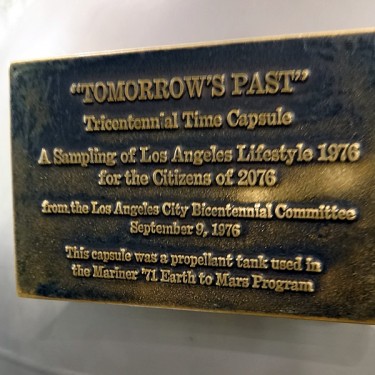 "TOMORROW'S PAST"
Tricentennial Time Capsule
A Sampling of Los Angeles Lifestyle 1976
for the Citizens of 2076
from the Los Angeles City Bicentennial Committee
September 9, 1976
This capsule was a propellant tank used in
the Mariner '71 Earth to Mars Program